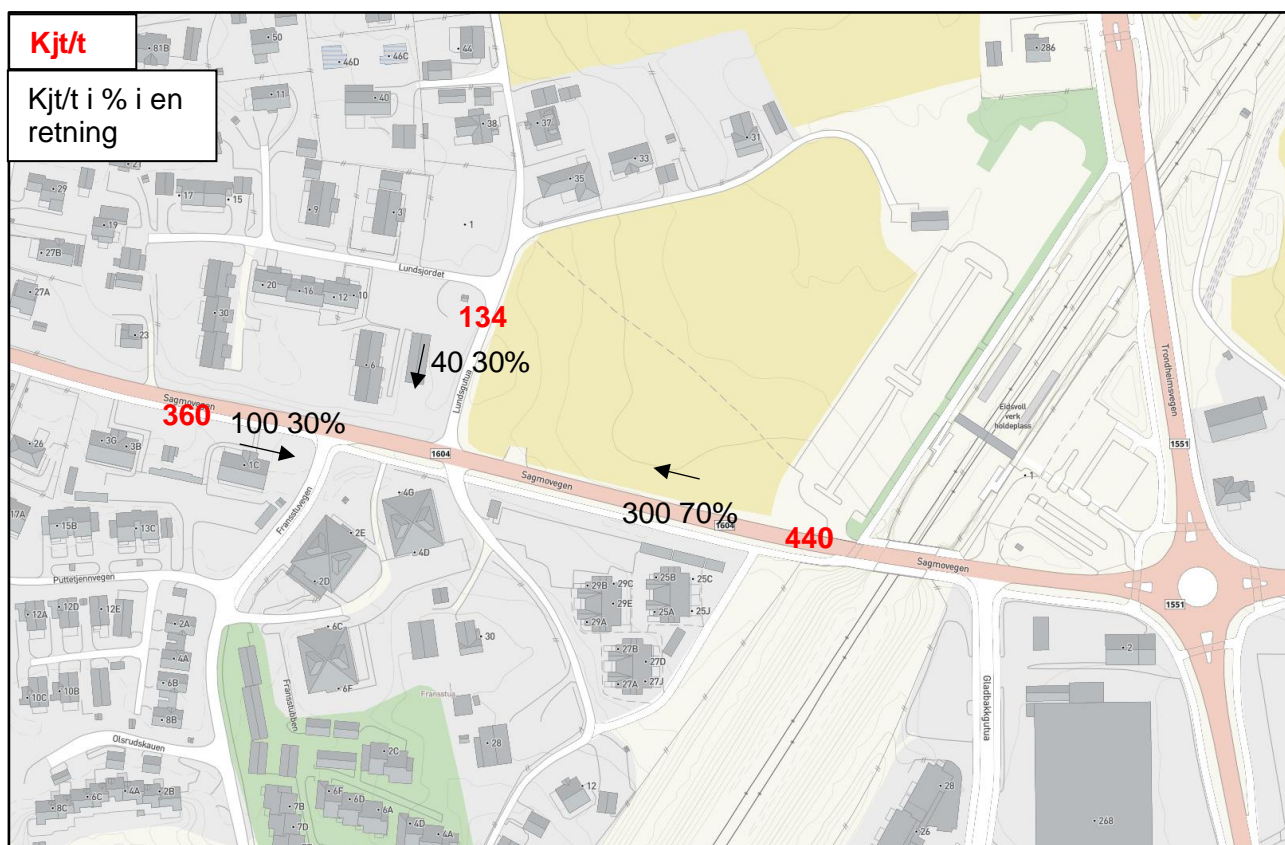 Kjt/t
Kjt/t i % i en
retning
81B
50
46D
46C
44
286
11
40
38
37
31
33
35
21
29
17
15
9
37
1
19
27B
Lundsjordet
27A
20
16
12
10
30
23
6
134
40 30%
Lundsgutua
Trondheimsvegen
Eidsvoll
verk
holdeplass
1551
Sagmovegen
360
100 30%
26
3G
3B
1C
1604
Sagmovegen
300 70%
1604
440
1
Sagmovegen
17A
15B
13C
Fransstuvegen
4G
2E
4D
2D
Puttetjennvegen
29B
29C
29E
29A
25B
25C
25A
25J
1551
12A
12D
12E
2A
4A
6B
8B
10C
10B
6C
6F
30
27B
27D
27A
27J
2
Fransstua
Fransstubben
Gladbakkgutua
Olsrudskauen
2C
28
8C
6C
4A
2B
7B
7D
6F
6D
6A
4D
4A
12
28
26
268